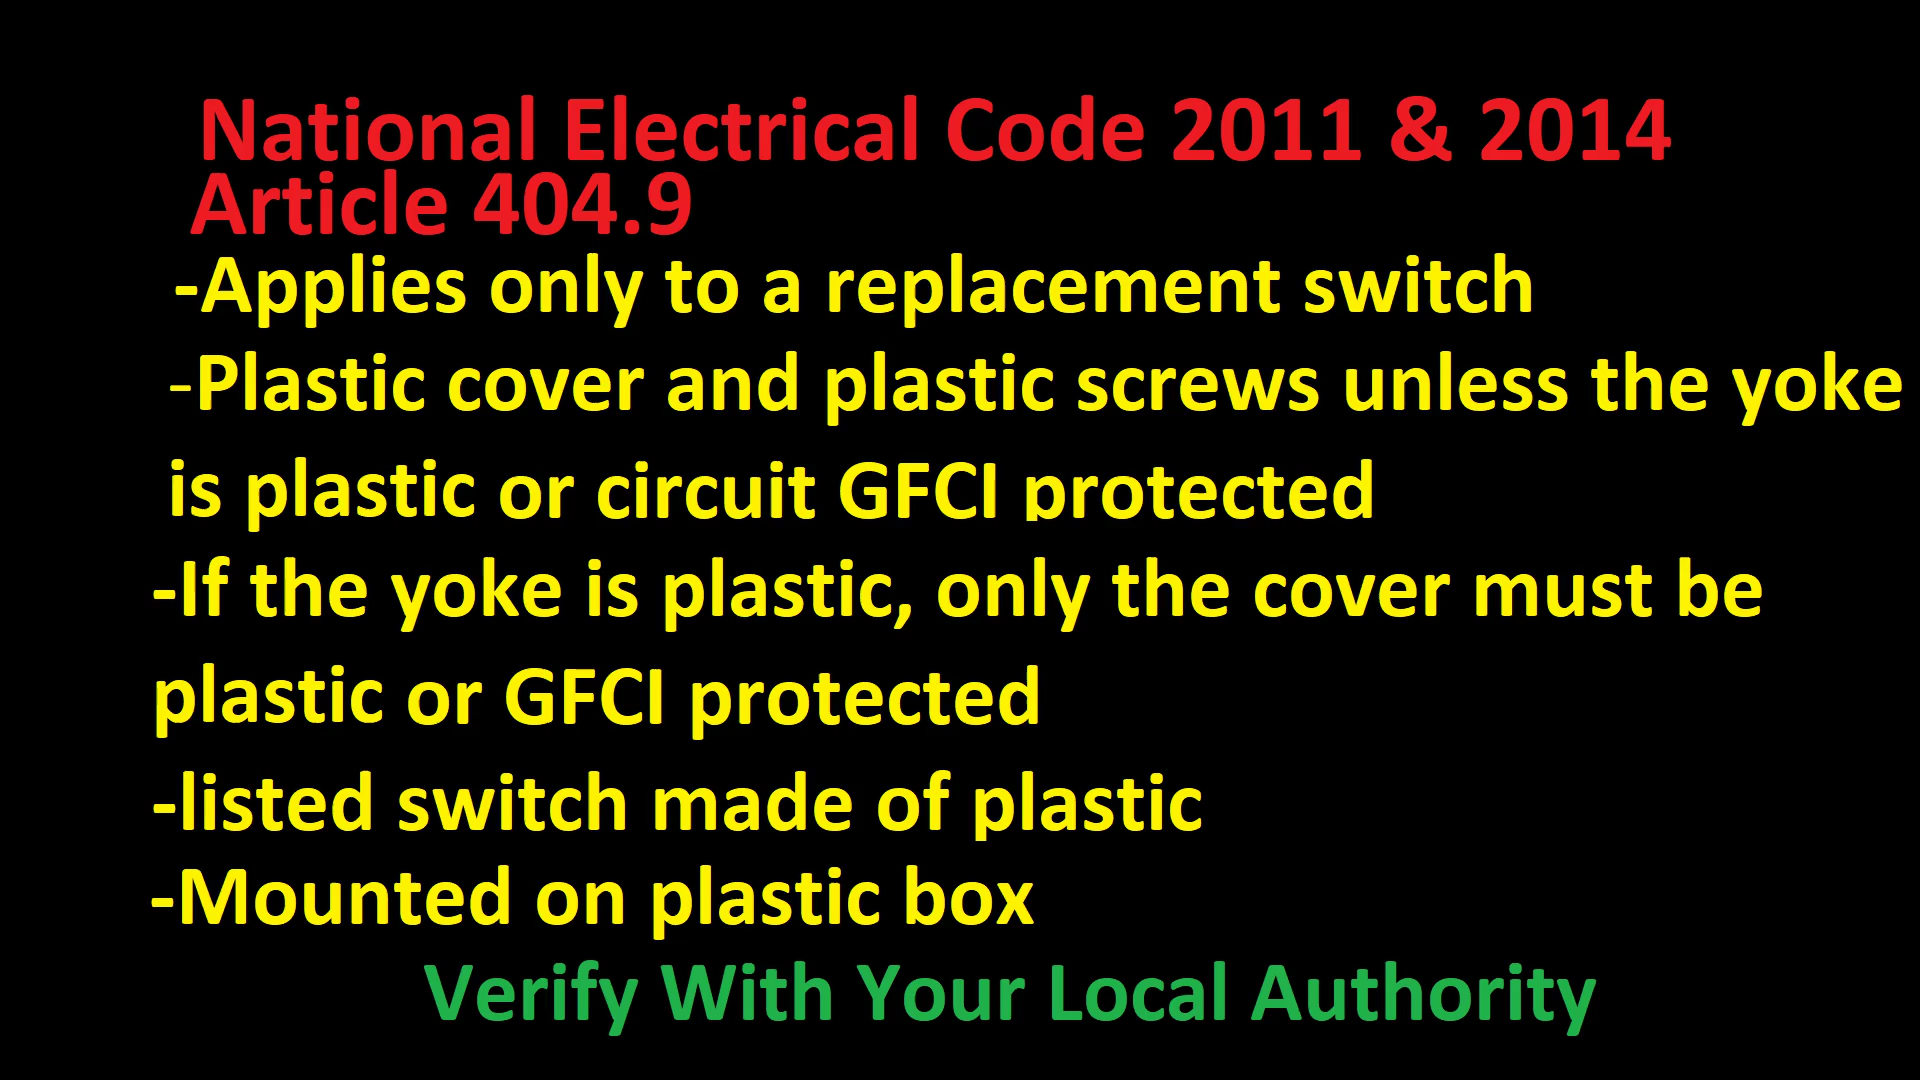 National Electrical Code 2011 & 2014
Article 404.9
-Applies only to a replacement switch
-Plastic cover and plastic screws unless the yoke
is plastic or circuit GFCI protected
-If the yoke is plastic, only the cover must be
plastic or GFCI protected
-listed switch made of plastic
-Mounted on plastic box
Verify With Your Local Authority